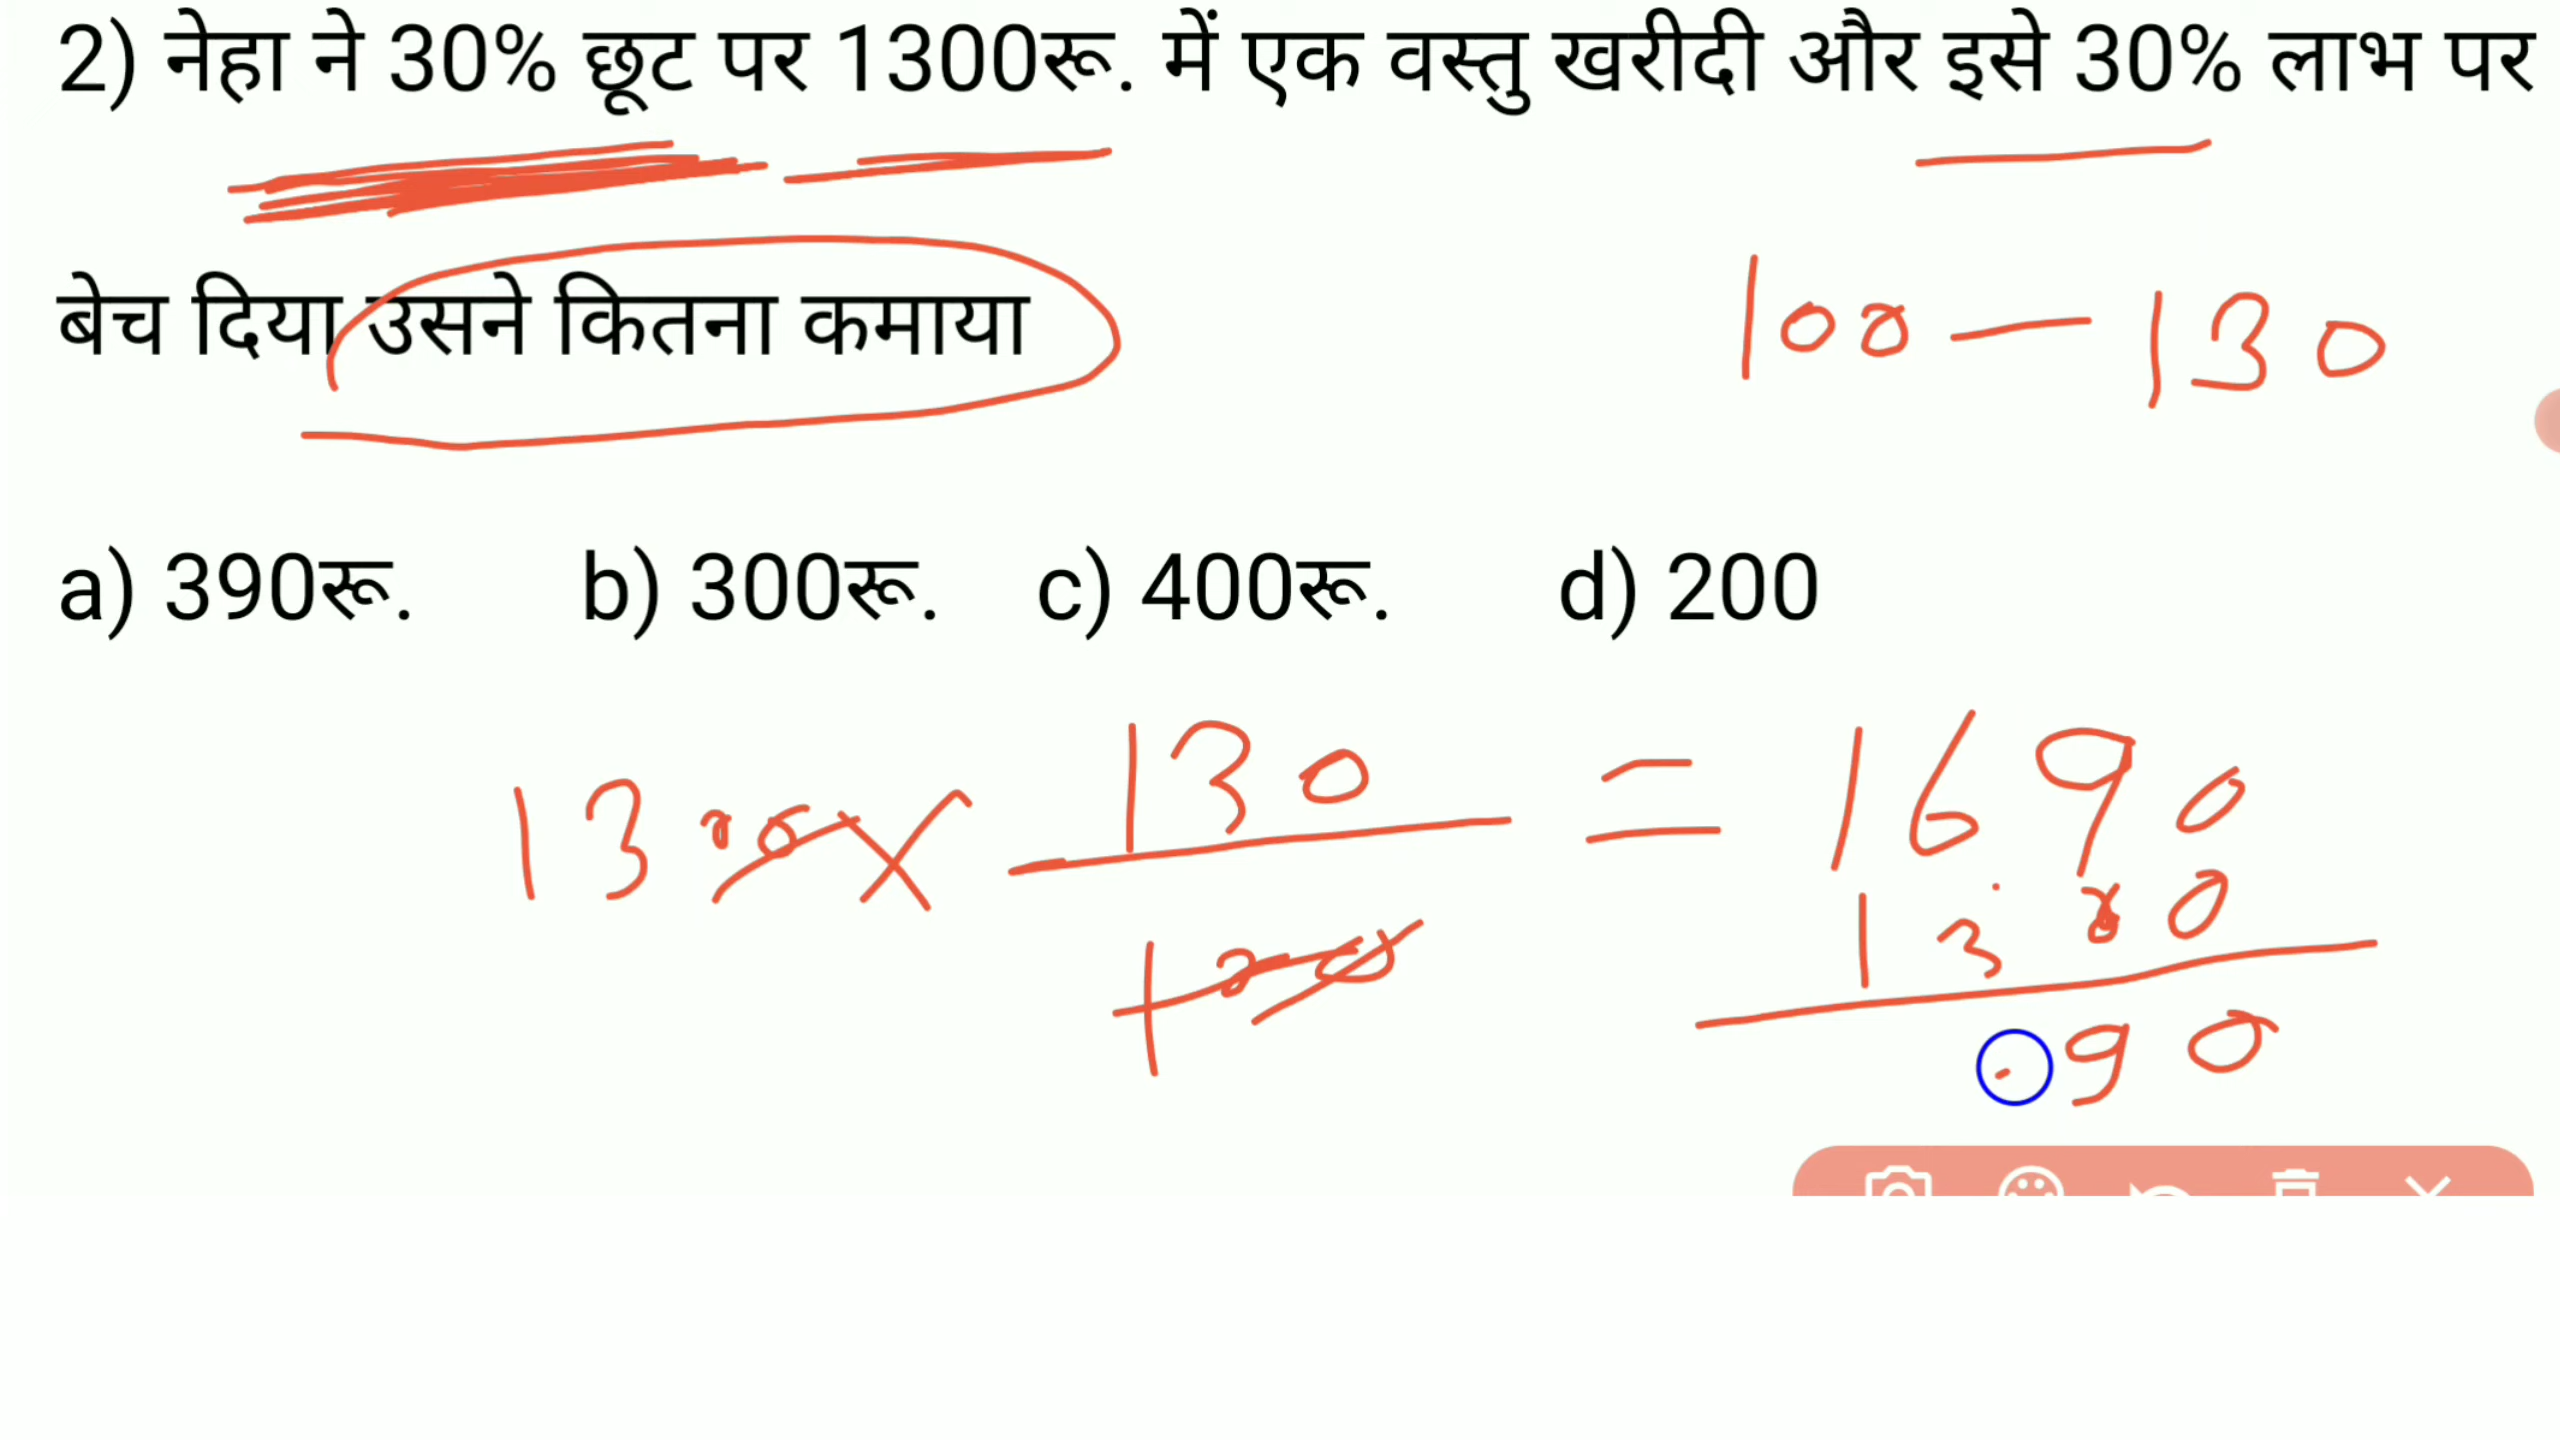 2) नेहा ने 30% छूट पर 1300रू. में एक वस्तु खरीदी और इसे 30% लाभ पर
बेच दिया उसने कितना कमाया
100 — 130
a) 390रू. b) 300रू. c) 400रू. d) 200
1300 × 130 = 1690
100 1300
90